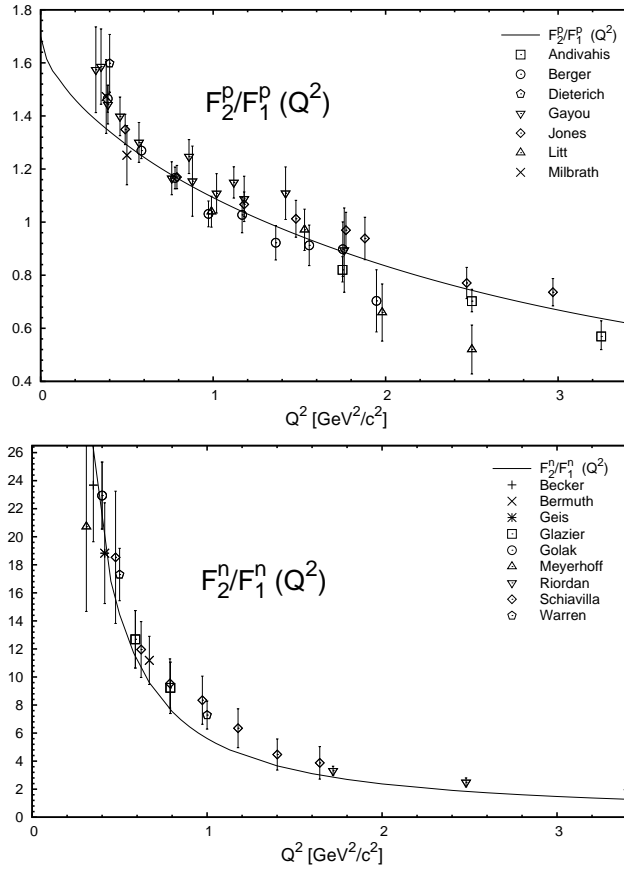 1.8
1.6
1.4
1.2
1
0.8
0.6
0.4
0
1
2
3
Q² [GeV²/c²]
F₂ᵖ/F₁ᵖ (Q²)
F₂ᵖ/F₁ᵖ (Q²)
Andivahis
Berger
Dieterich
Gayou
Jones
Litt
Milbrath
26
24
22
20
18
16
14
12
10
8
6
4
2
0
0
1
2
3
Q² [GeV²/c²]
F₂ⁿ/F₁ⁿ (Q²)
F₂ⁿ/F₁ⁿ (Q²)
Becker
Bermuth
Geis
Glazier
Golak
Meyerhoff
Riordan
Schiavilla
Warren